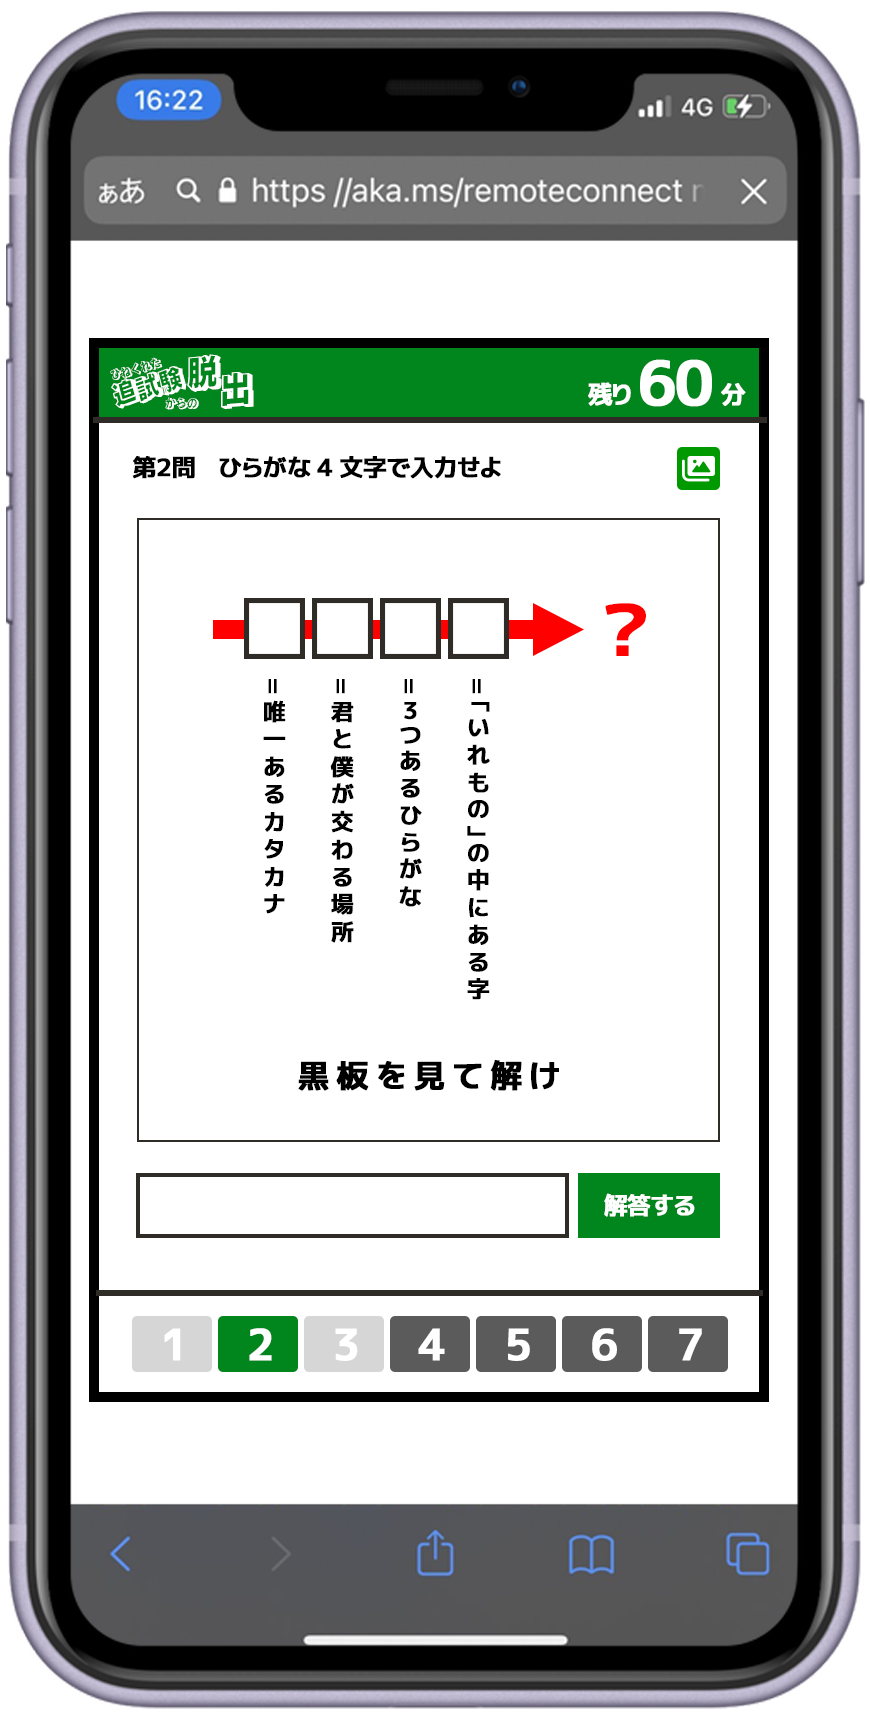 16:22
4G
ぁあ https //aka.ms/remoteconnect
ひねくれた
追試験
からの
脱出
残り60分
第2問 ひらがな4文字で入力せよ
?
=唯一あるカタカナ
=君と僕が交わる場所
=3つあるひらがな
=「いれもの」の中にある字
黒板を見て解け
解答する
1 2 3 4 5 6 7